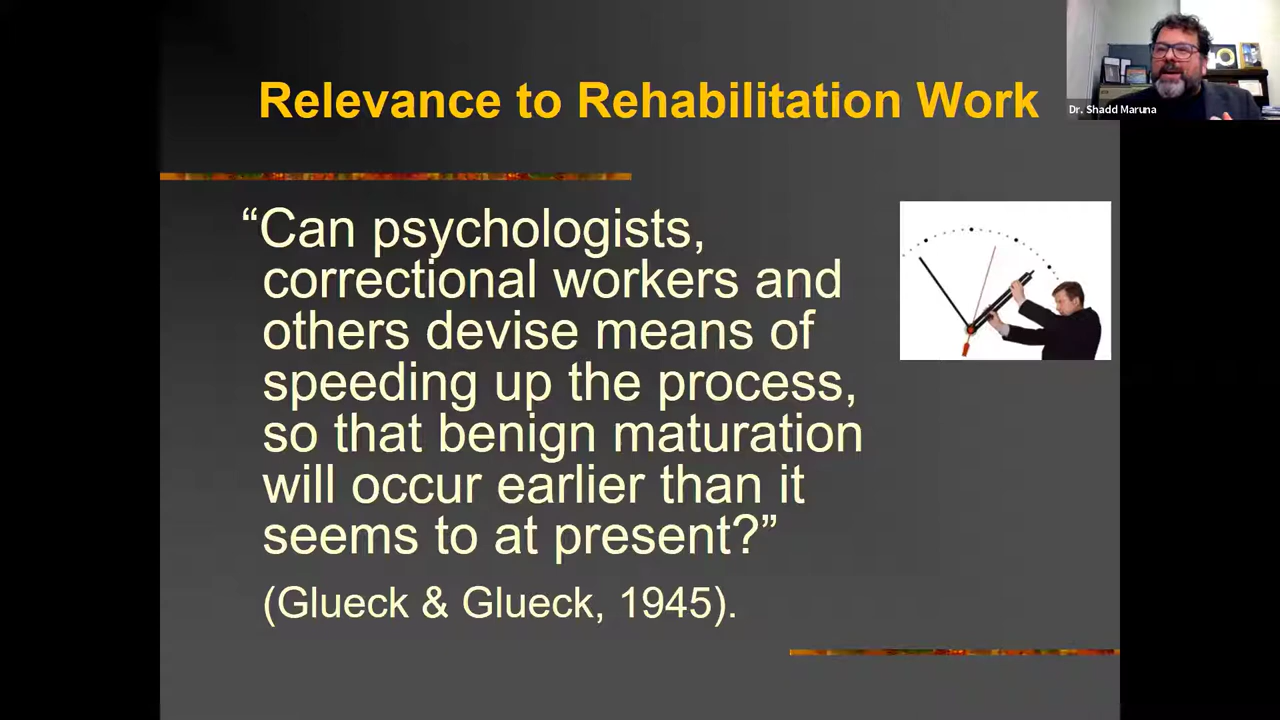 Relevance to Rehabilitation Work
Dr. Shadd Maruna
“Can psychologists,
correctional workers and
others devise means of
speeding up the process,
so that benign maturation
will occur earlier than it
seems to at present?”
(Glueck & Glueck, 1945).